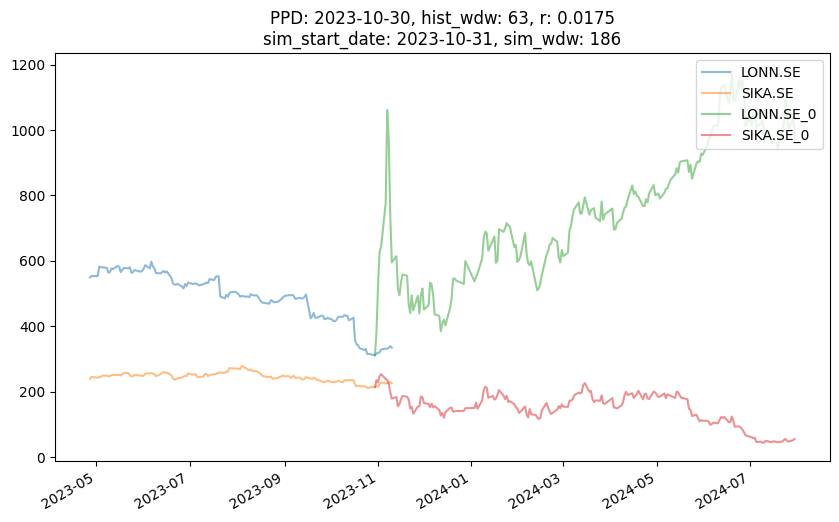 PPD: 2023-10-30, hist_wdw: 63, r: 0.0175
sim_start_date: 2023-10-31, sim_wdw: 186
LONN.SE
SIKA.SE
LONN.SE_0
SIKA.SE_0
1200
1000
800
600
400
200
0
2023-05
2023-07
2023-09
2023-11
2024-01
2024-03
2024-05
2024-07